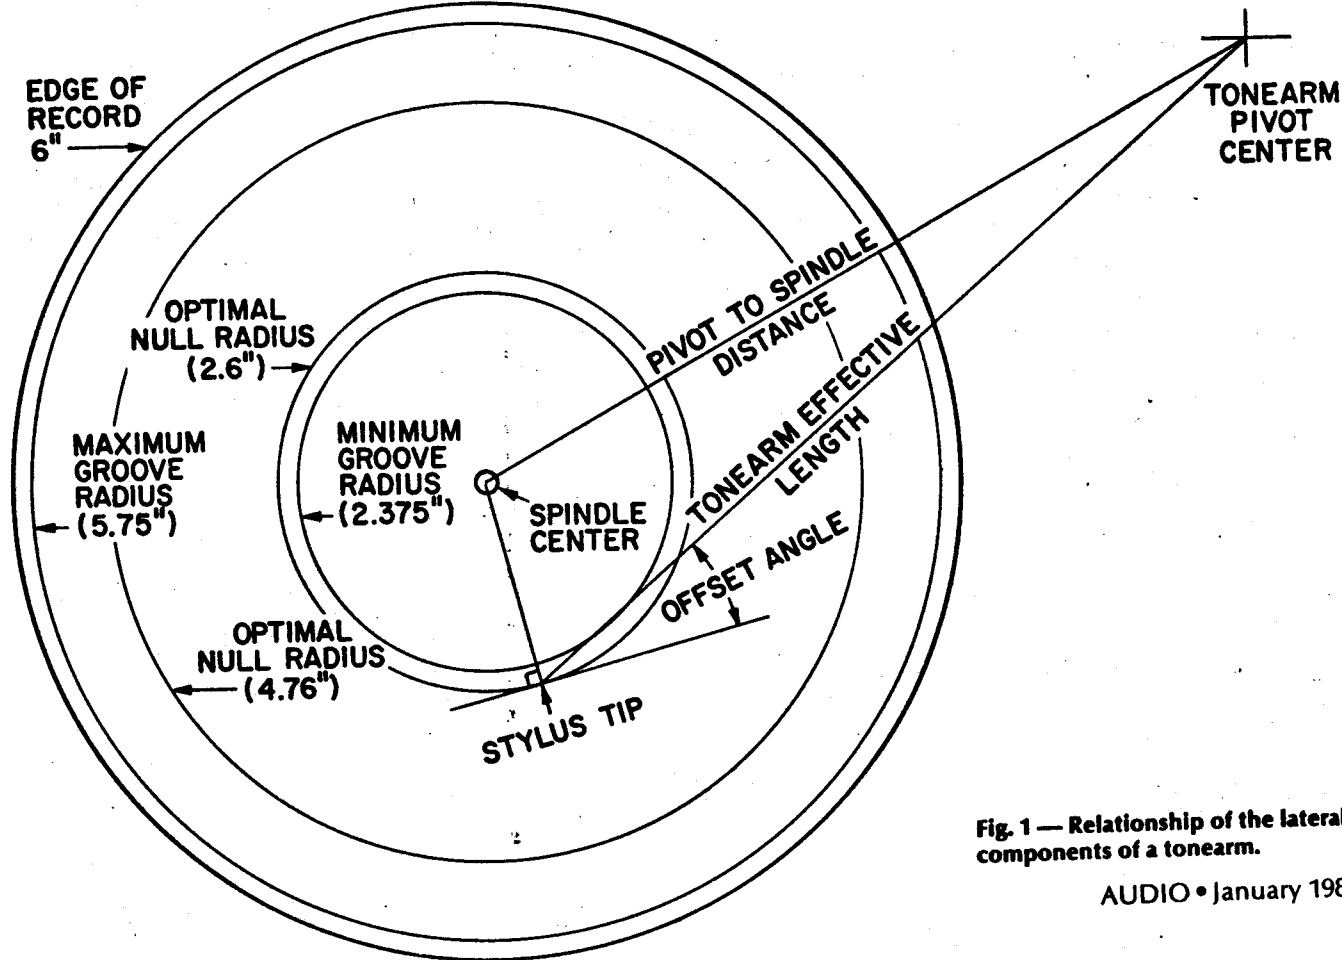 EDGE OF
RECORD
6"
TONEARM
PIVOT
CENTER
OPTIMAL
NULL RADIUS
(2.6")
PIVOT TO SPINDLE
DISTANCE
TONEARM EFFECTIVE
LENGTH
MAXIMUM
GROOVE
RADIUS
(5.75")
MINIMUM
GROOVE
RADIUS
(2.375")
SPINDLE
CENTER
OFFSET ANGLE
OPTIMAL
NULL RADIUS
(4.76")
STYLUS TIP
Fig. 1 — Relationship of the lateral
components of a tonearm.
AUDIO • January 198